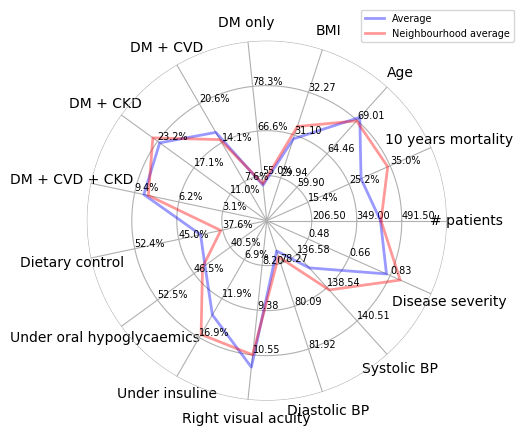 Average
Neighbourhood average
DM only
BMI
DM + CVD
Age
DM + CKD
10 years mortality
DM + CVD + CKD
# patients
Dietary control
Disease severity
Under oral hypoglycaemics
Systolic BP
Under insuline
Diastolic BP
Right visual acuity
206.50
349.00
491.50
15.4%
25.2%
35.0%
59.90
64.46
69.01
29.94
31.10
32.27
55.0%
66.6%
78.3%
7.6%
14.1%
20.6%
11.0%
17.1%
23.2%
3.1%
6.2%
9.4%
37.6%
45.0%
52.4%
40.5%
46.5%
52.5%
6.9%
11.9%
16.9%
8.20
9.38
10.55
78.27
80.09
81.92
136.58
138.54
140.51
0.48
0.66
0.83